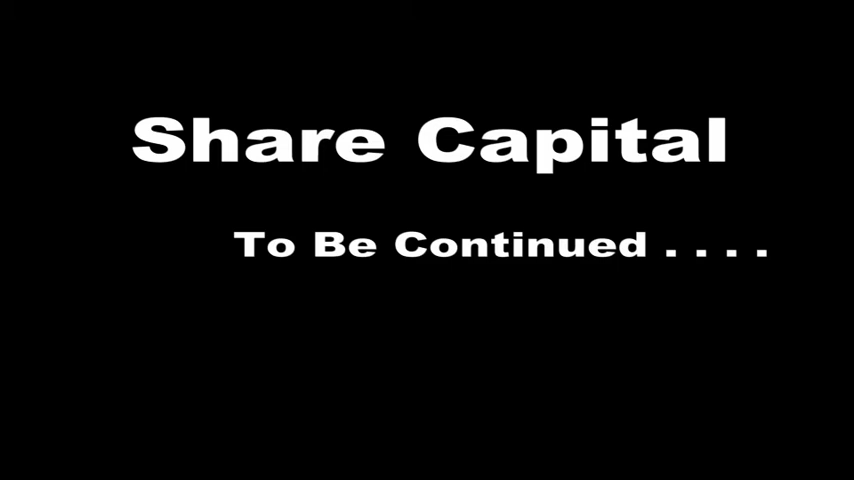 Share Capital
To Be Continued . . . .